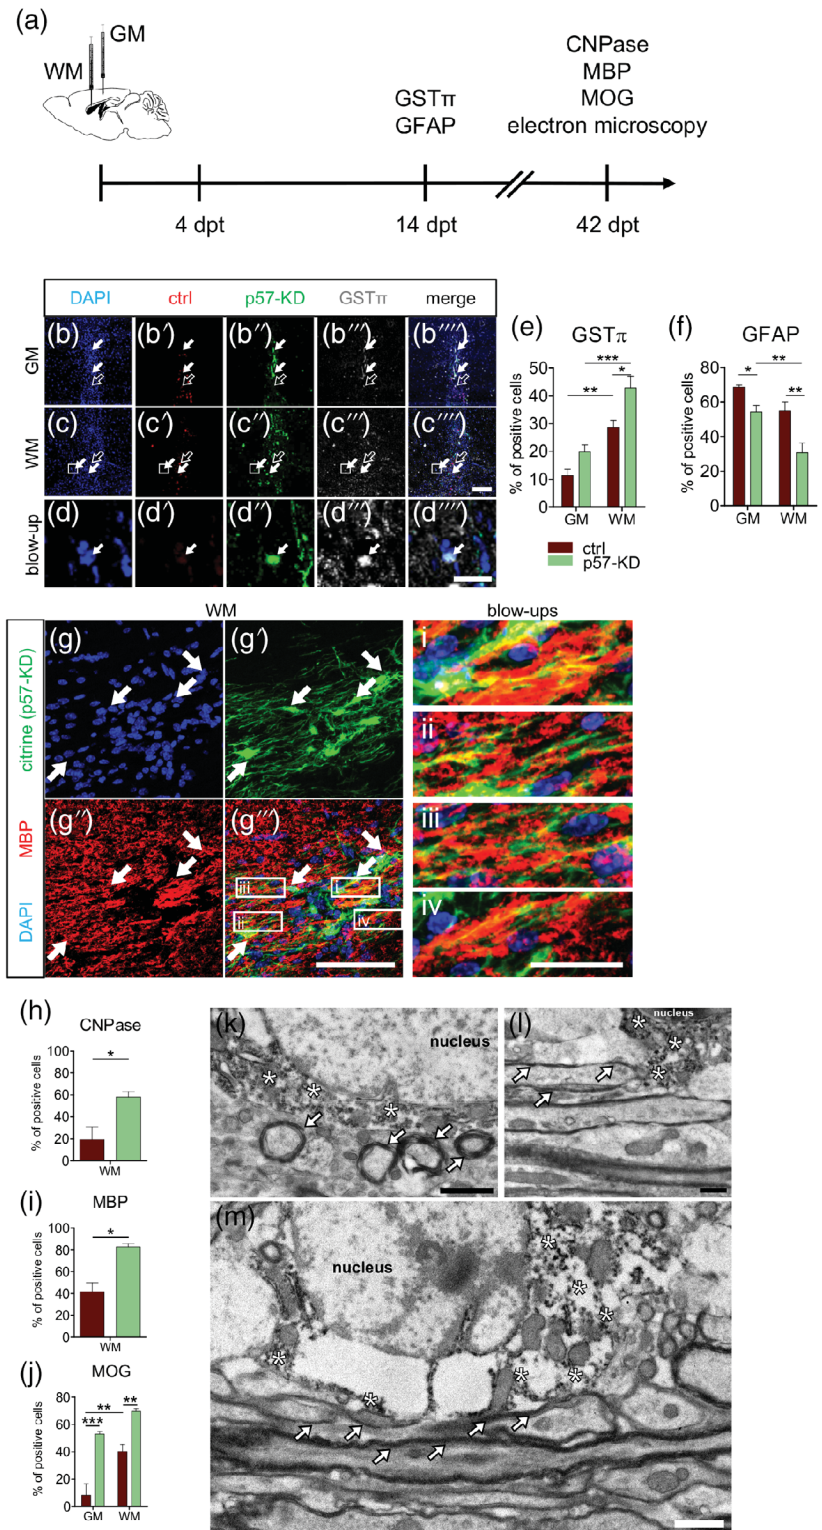 (a)
GM
WM
CNPase
MBP
MOG
electron microscopy
GSTπ
GFAP
4 dpt
14 dpt
42 dpt
DAPI ctrl p57-KD GSTπ merge
GM
(b) (b′) (b′′) (b′′′) (b′′′′)
WM
(c) (c′) (c′′) (c′′′) (c′′′′)
blow-up
(d) (d′) (d′′) (d′′′) (d′′′′)
(e)
GSTπ
% of positive cells
50
40
30
20
10
0
*** 
*
**
GM WM
(f)
GFAP
% of positive cells
80
60
40
20
0
* **
**
GM WM
ctrl
p57-KD
WM
blow-ups
DAPI MBP citrine (p57-KD)
(g) (g′)
(g′′) (g′′′)
iii i
ii iv
i
ii
iii
iv
(h)
CNPase
% of positive cells
100
80
60
40
20
0
*
WM
(i)
MBP
% of positive cells
100
80
60
40
20
0
*
WM
(j)
MOG
% of positive cells
80
60
40
20
0
** **
***
GM WM
(k)
nucleus
* * *
(l)
nucleus
* * *
(m)
nucleus
* * * * * * *